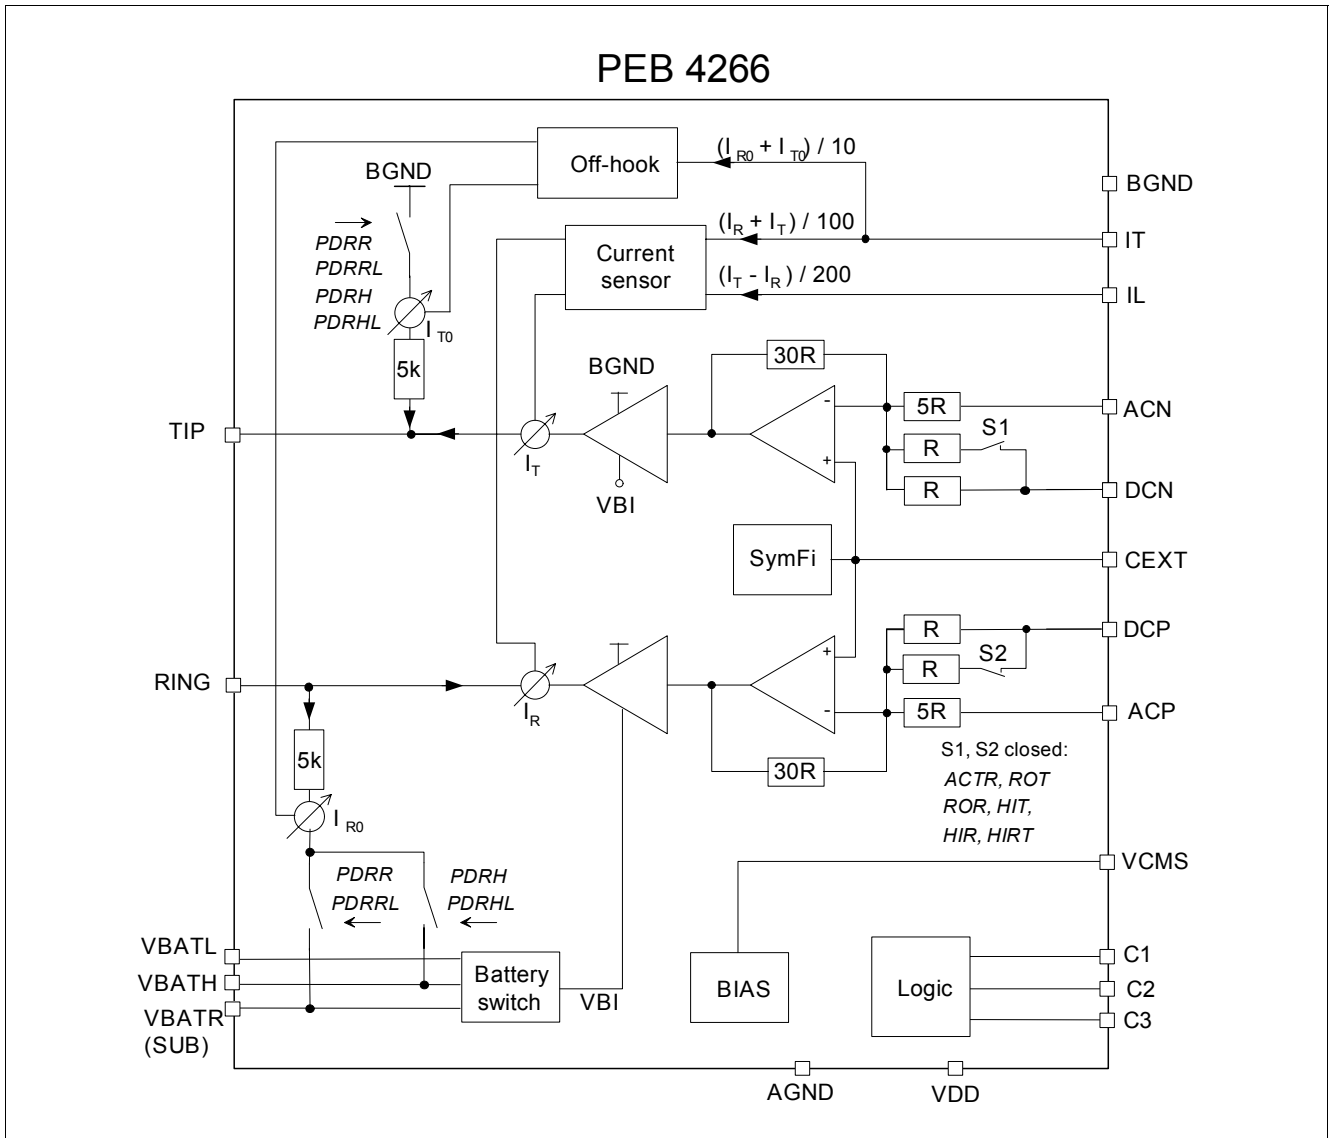 PEB 4266
Off-hook
(I R0 + I T0) / 10
BGND
BGND
PDRR
PDRRL
PDRH
PDRHL
I T0
5k
Current
sensor
(I R + I T) / 100
(I T - I R) / 200
IT
IL
BGND
VBI
30R
-
+
5R
ACN
R
S1
R
DCN
TIP
I T
SymFi
CEXT
RING
I R
+
-
R
DCP
R
S2
5R
ACP
30R
S1, S2 closed:
ACTR, ROT
ROR, HIT,
HIR, HIRT
5k
I R0
PDRR
PDRRL
PDRH
PDRHL
VCMS
VBATL
VBATH
VBATR
(SUB)
Battery
switch
VBI
BIAS
Logic
C1
C2
C3
AGND
VDD